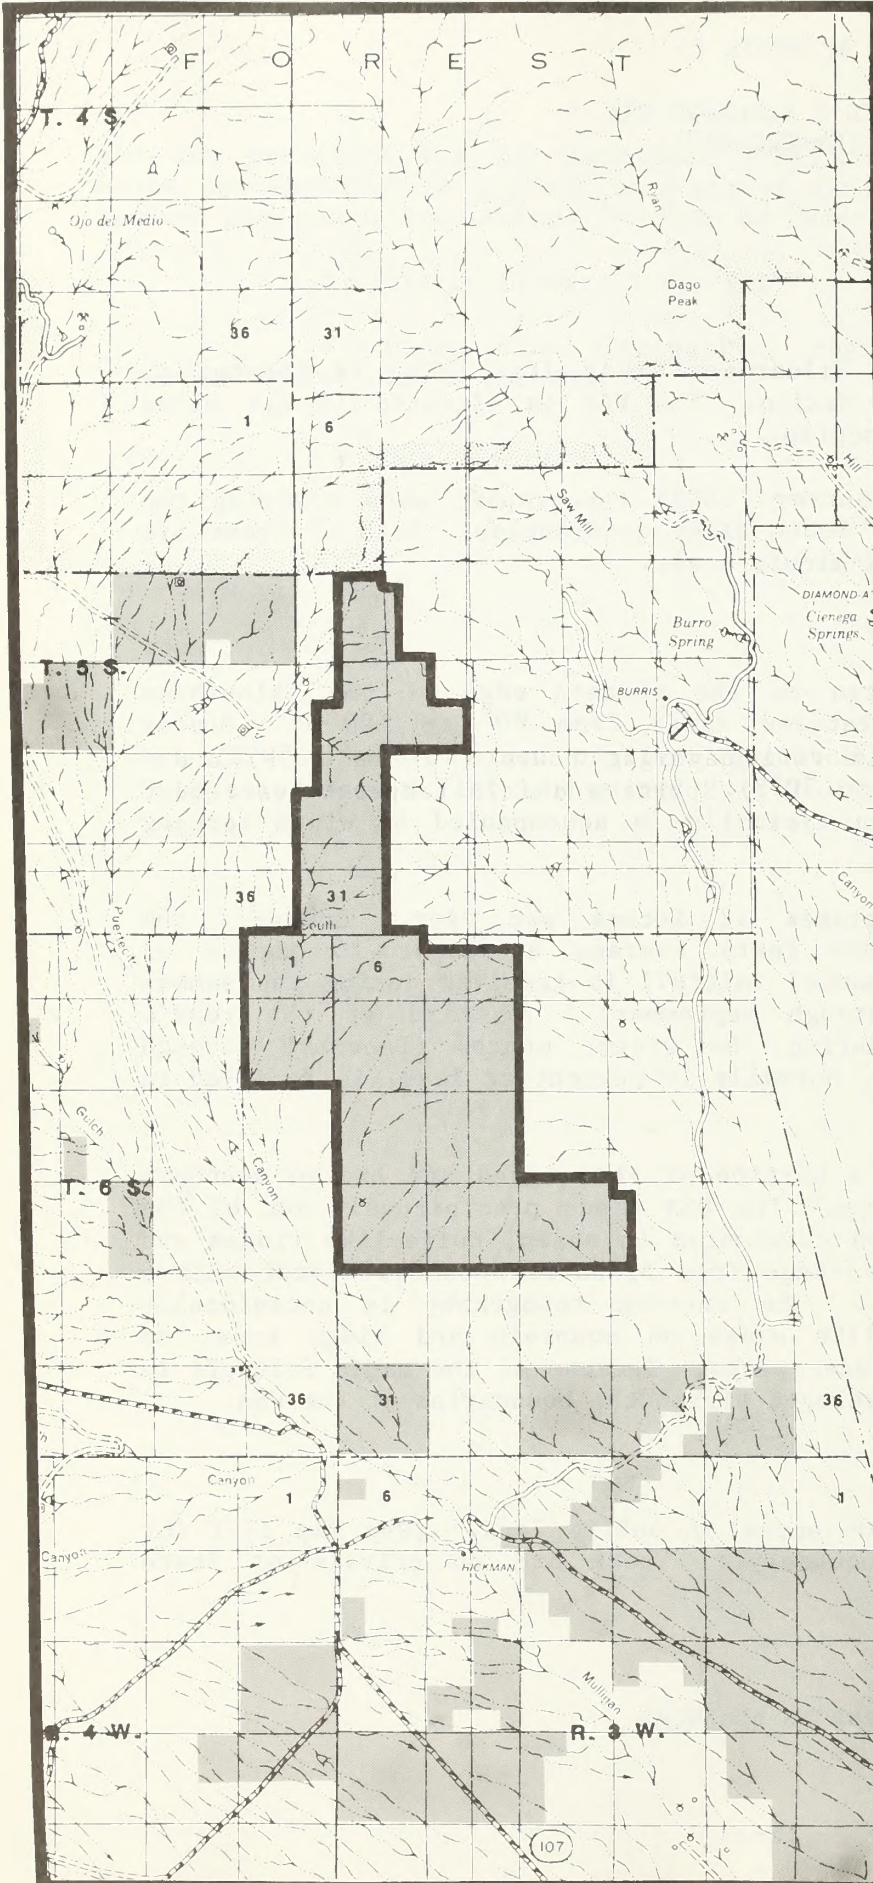 F O R E S T
T. 4 S.
Ryan
Ojo del Medio
Dago
Peak
36
31
1
6
Hill
Saw Mill
DIAMOND-A
Cienega
Springs
Burro
Spring
T. 5 S.
BURRIS
Canyon
36
31
South
Puertecito
1
6
Gulch
Canyon
T. 6 S.
36
31
36
Canyon
1
6
1
Canyon
HICKMAN
Mulligan
. 4 W.
R. 3 W.
107